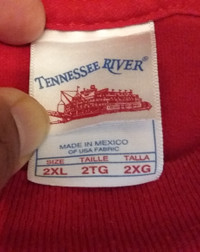 TENNESSEE RIVER®
MADE IN MEXICO
OF USA FABRIC
SIZE TAILLE TALLA
2XL 2TG 2XG